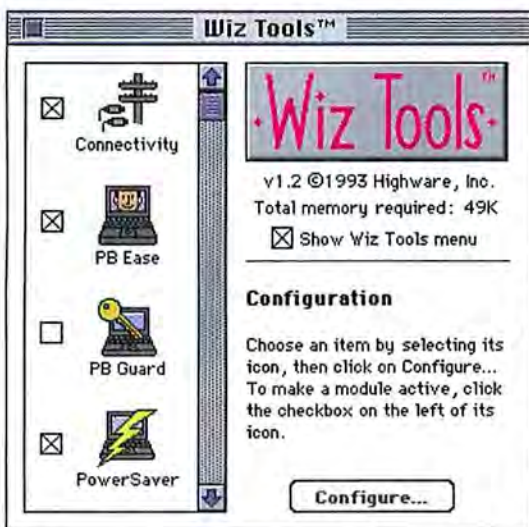 Wiz Tools™
Connectivity
PB Ease
PB Guard
PowerSaver
Wiz Tools™
v1.2 ©1993 Highware, Inc.
Total memory required: 49K
Show Wiz Tools menu
Configuration
Choose an item by selecting its
icon, then click on Configure...
To make a module active, click
the checkbox on the left of its
icon.
Configure...